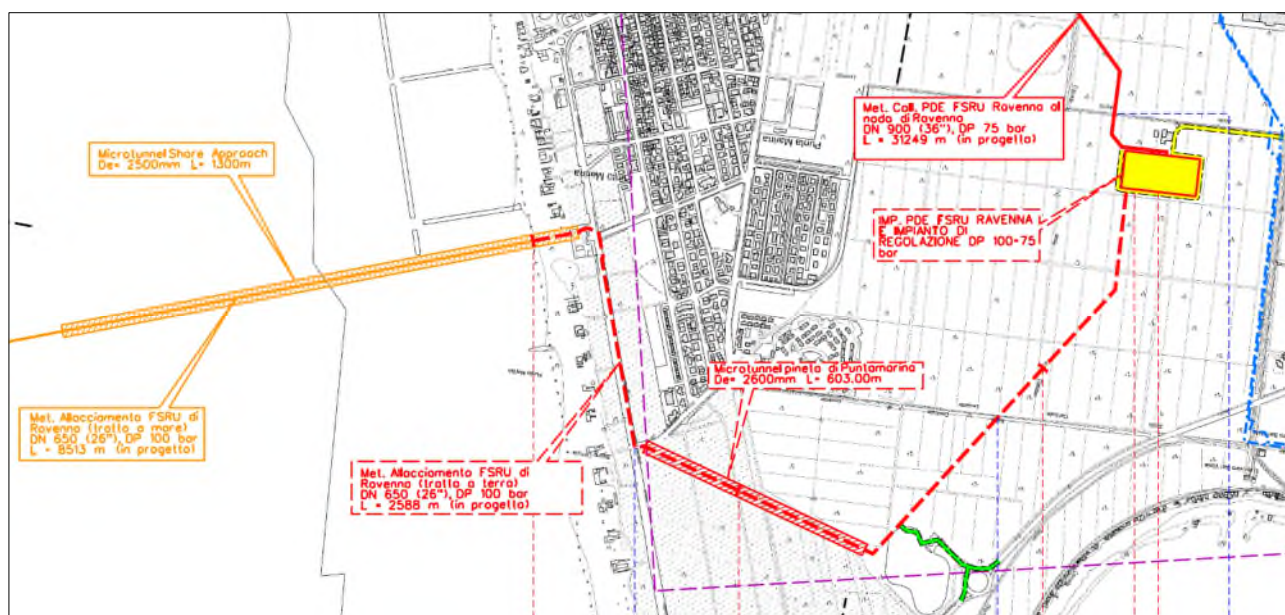 Microtunnel Shore Approach
De= 2500mm L= 1300m
Met. Coll. PDE FSRU Ravenna al
nodo di Ravenna
DN 900 (36"), DP 75 bar
L = 31249 m (in progetto)
Punta Marina
Punta Marina
IMP. PDE FSRU RAVENNA
E IMPIANTO DI
REGOLAZIONE DP 100-75
bar
Microtunnel pineta di Puntamarina
De= 2600mm L= 603.00m
Met. Allacciamento FSRU di
Ravenna (tratto a mare)
DN 650 (26"), DP 100 bar
L = 8513 m (in progetto)
Met. Allacciamento FSRU di
Ravenna (tratto a terra)
DN 650 (26"), DP 100 bar
L = 2588 m (in progetto)